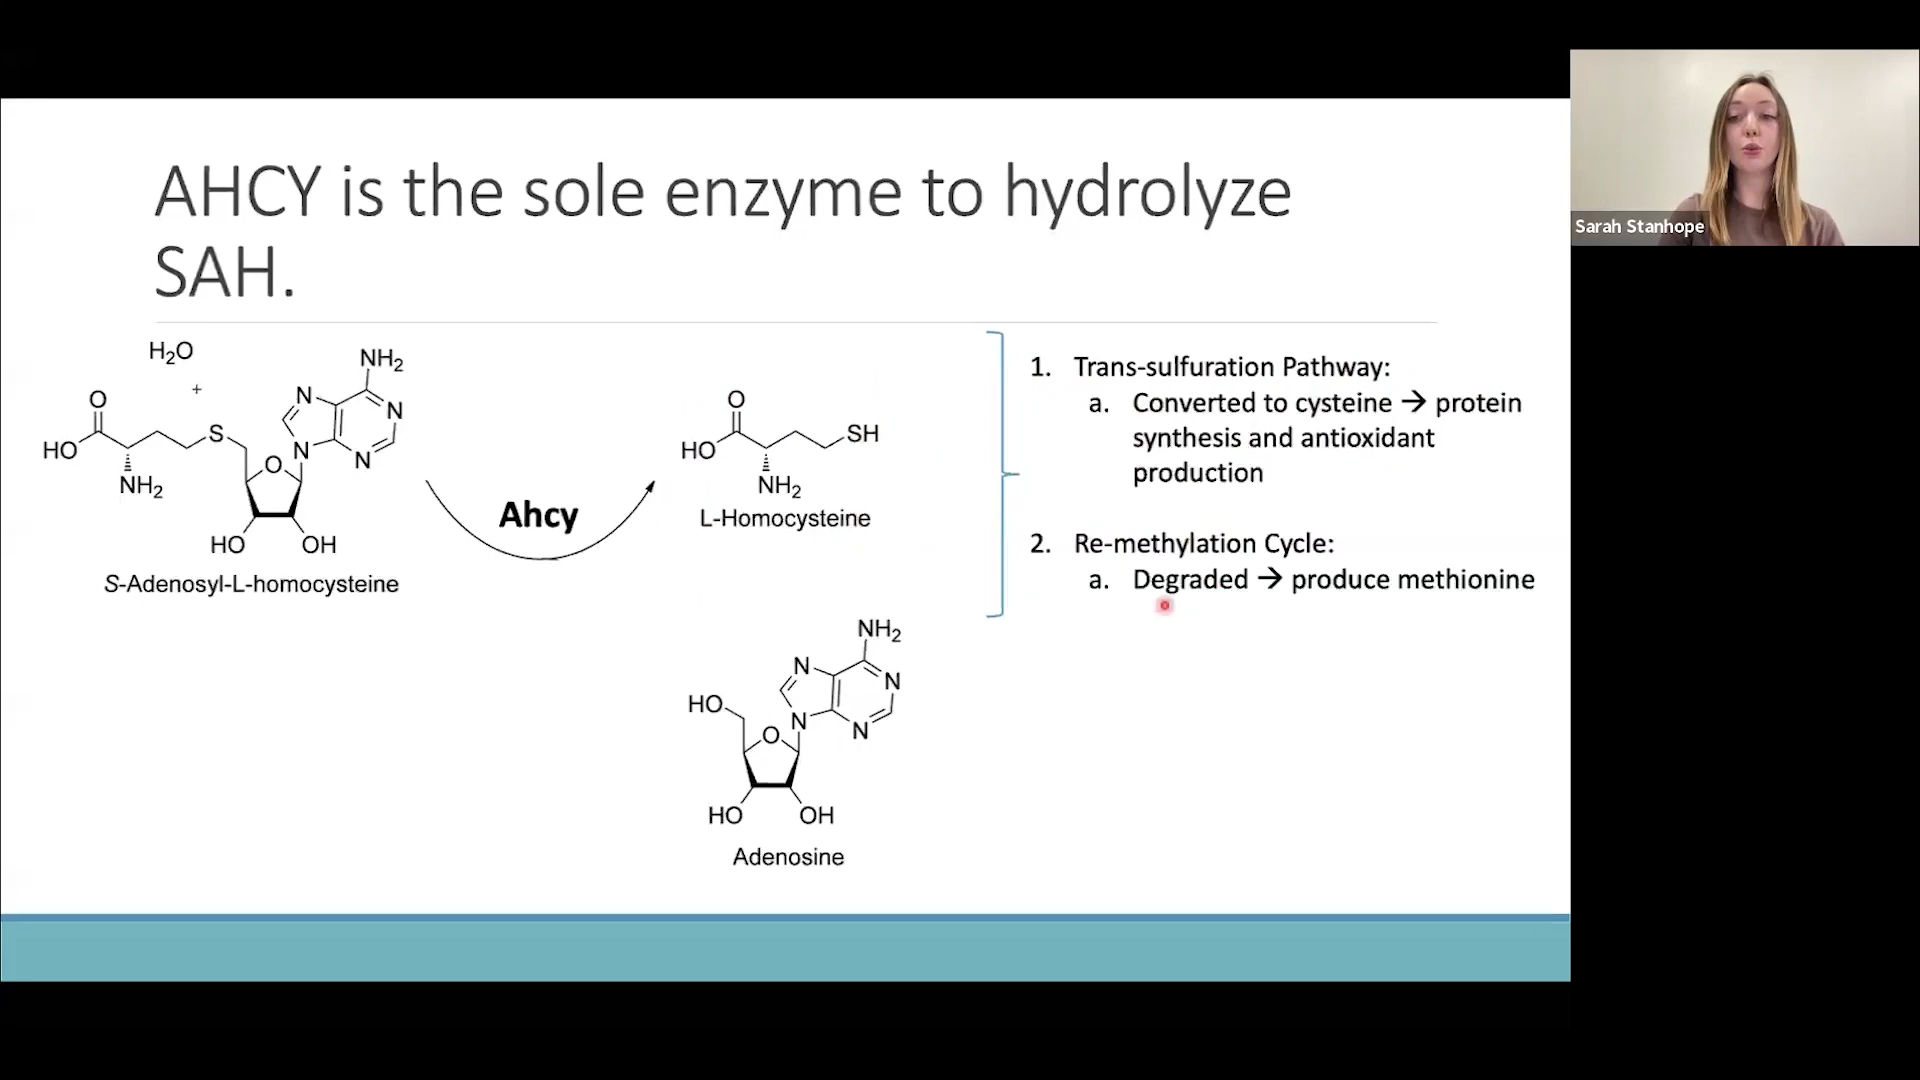 AHCY is the sole enzyme to hydrolyze
SAH.
Sarah Stanhope
H2O
+
O
HO
NH2
S
O
N
N
N
N
NH2
HO
OH
S-Adenosyl-L-homocysteine
Ahcy
O
HO
NH2
SH
L-Homocysteine
NH2
N
N
N
N
HO
O
HO
OH
Adenosine
1. Trans-sulfuration Pathway:
a. Converted to cysteine → protein
synthesis and antioxidant
production
2. Re-methylation Cycle:
a. Degraded → produce methionine